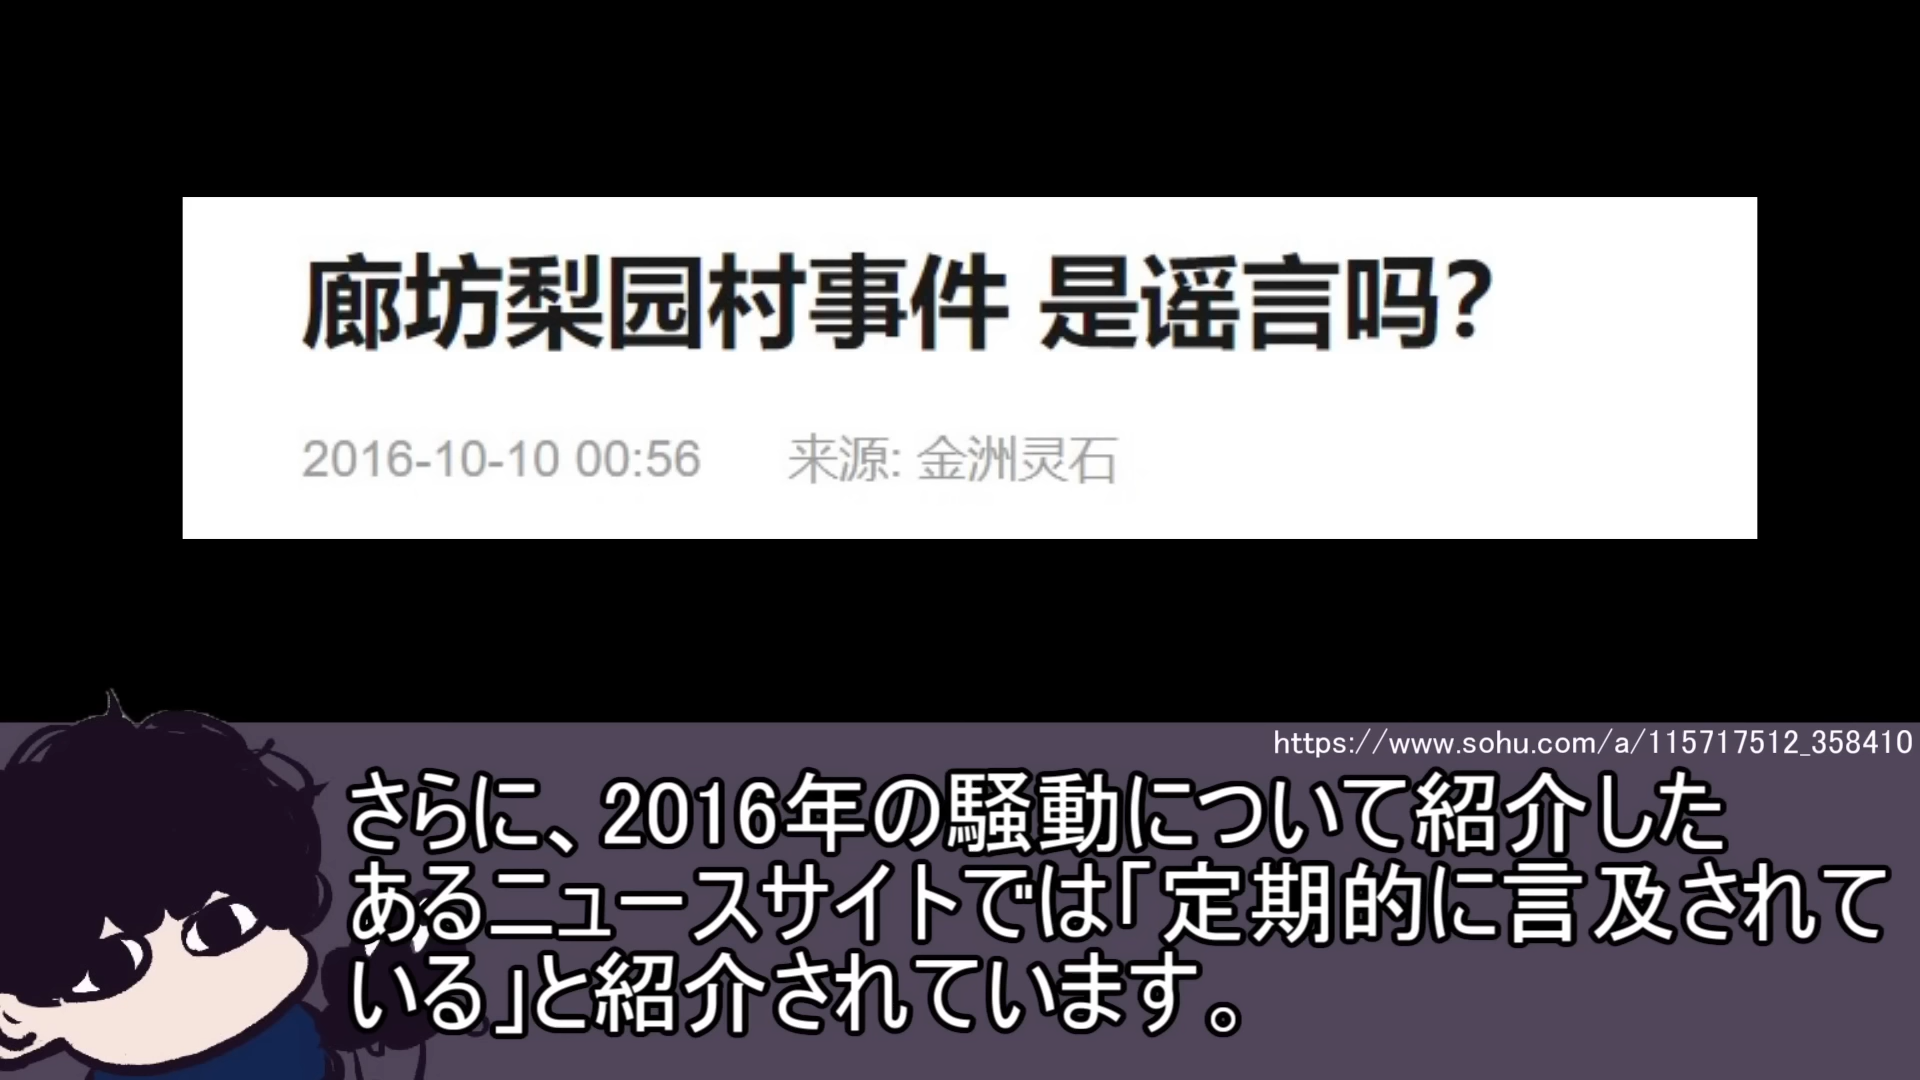 廊坊梨园村事件 是谣言吗?
2016-10-10 00:56 来源: 金洲灵石
https://www.sohu.com/a/115717512_358410
さらに、2016年の騒動について紹介した
あるニュースサイトでは「定期的に言及されて
いる」と紹介されています。